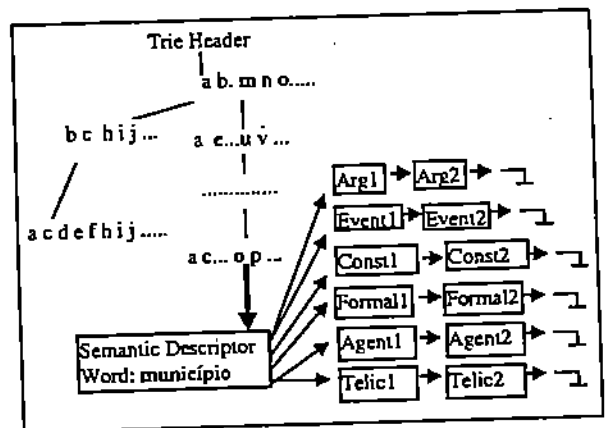 Trie Header
a b. m n o.....
b c h i j ...
a e...u v ...
..............
a c d e f h i j .....
a c... o p ...
Arg1 Arg2
Event1 Event2
Const1 Const2
Formal1 Formal2
Agent1 Agent2
Telic1 Telic2
Semantic Descriptor
Word: município